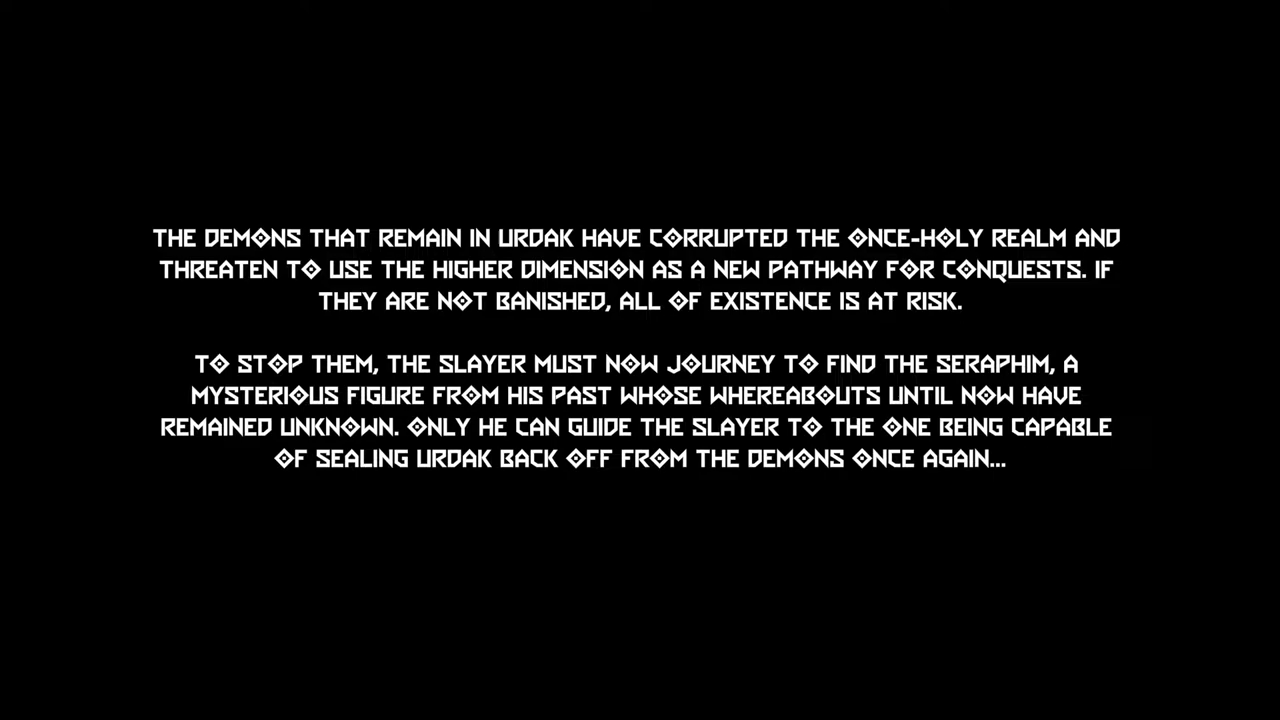 THE DEMONS THAT REMAIN IN URDAK HAVE CORRUPTED THE ONCE-HOLY REALM AND
THREATEN TO USE THE HIGHER DIMENSION AS A NEW PATHWAY FOR CONQUESTS. IF
THEY ARE NOT BANISHED, ALL OF EXISTENCE IS AT RISK.
TO STOP THEM, THE SLAYER MUST NOW JOURNEY TO FIND THE SERAPHIM, A
MYSTERIOUS FIGURE FROM HIS PAST WHOSE WHEREABOUTS UNTIL NOW HAVE
REMAINED UNKNOWN. ONLY HE CAN GUIDE THE SLAYER TO THE ONE BEING CAPABLE
OF SEALING URDAK BACK OFF FROM THE DEMONS ONCE AGAIN...